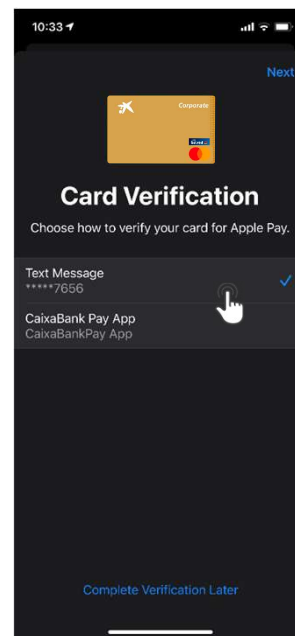 10:33
Next
Corporate
Card Verification
Choose how to verify your card for Apple Pay.
Text Message
*****7656
CaixaBank Pay App
CaixaBankPay App
Complete Verification Later